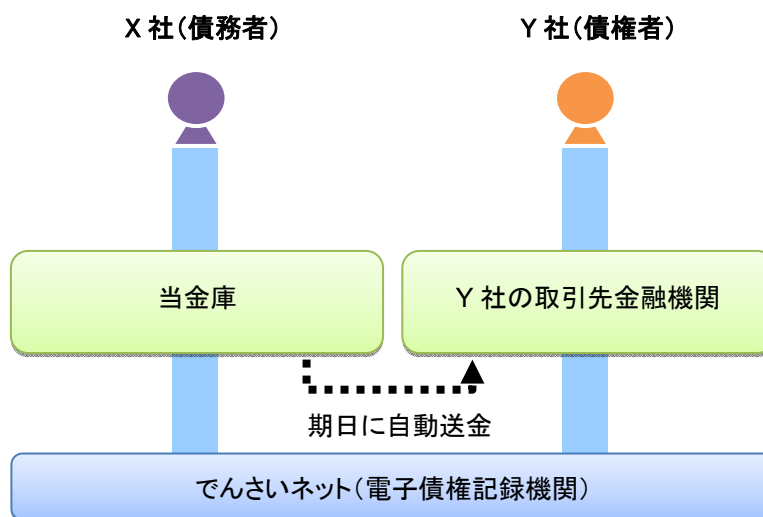 X 社（債務者）
Y 社（債権者）
当金庫
Y 社の取引先金融機関
期日に自動送金
でんさいネット（電子債権記録機関）